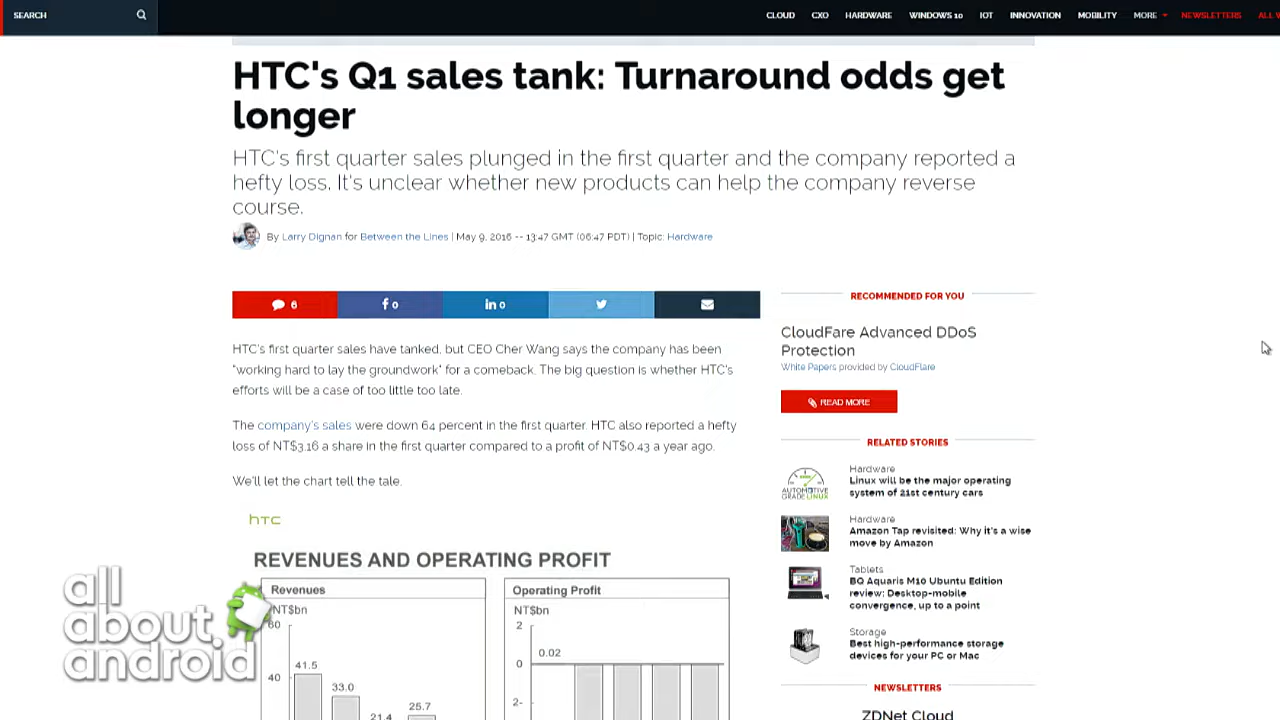 SEARCH
CLOUD CXO HARDWARE WINDOWS 10 IOT INNOVATION MOBILITY MORE NEWSLETTERS ALL
HTC's Q1 sales tank: Turnaround odds get
longer
HTC's first quarter sales plunged in the first quarter and the company reported a
hefty loss. It's unclear whether new products can help the company reverse
course.
By Larry Dignan for Between the Lines | May 9, 2016 -- 13:47 GMT (06:47 PDT) | Topic: Hardware
6
f 0
in 0
HTC's first quarter sales have tanked, but CEO Cher Wang says the company has been
"working hard to lay the groundwork" for a comeback. The big question is whether HTC's
efforts will be a case of too little too late.
The company's sales were down 64 percent in the first quarter. HTC also reported a hefty
loss of NT$3.16 a share in the first quarter compared to a profit of NT$0.43 a year ago.
We'll let the chart tell the tale.
hTC
REVENUES AND OPERATING PROFIT
Revenues
NT$bn
60
41.5
40
33.0
21.4
25.7
Operating Profit
NT$bn
2
0.02
0
2-
RECOMMENDED FOR YOU
CloudFare Advanced DDoS
Protection
White Papers provided by CloudFlare
READ MORE
RELATED STORIES
AUTOMOTIVE
GRADE LINUX
Hardware
Linux will be the major operating
system of 21st century cars
Hardware
Amazon Tap revisited: Why it's a wise
move by Amazon
Tablets
BQ Aquaris M10 Ubuntu Edition
review: Desktop-mobile
convergence, up to a point
Storage
Best high-performance storage
devices for your PC or Mac
NEWSLETTERS
ZDNet Cloud
all
about
android